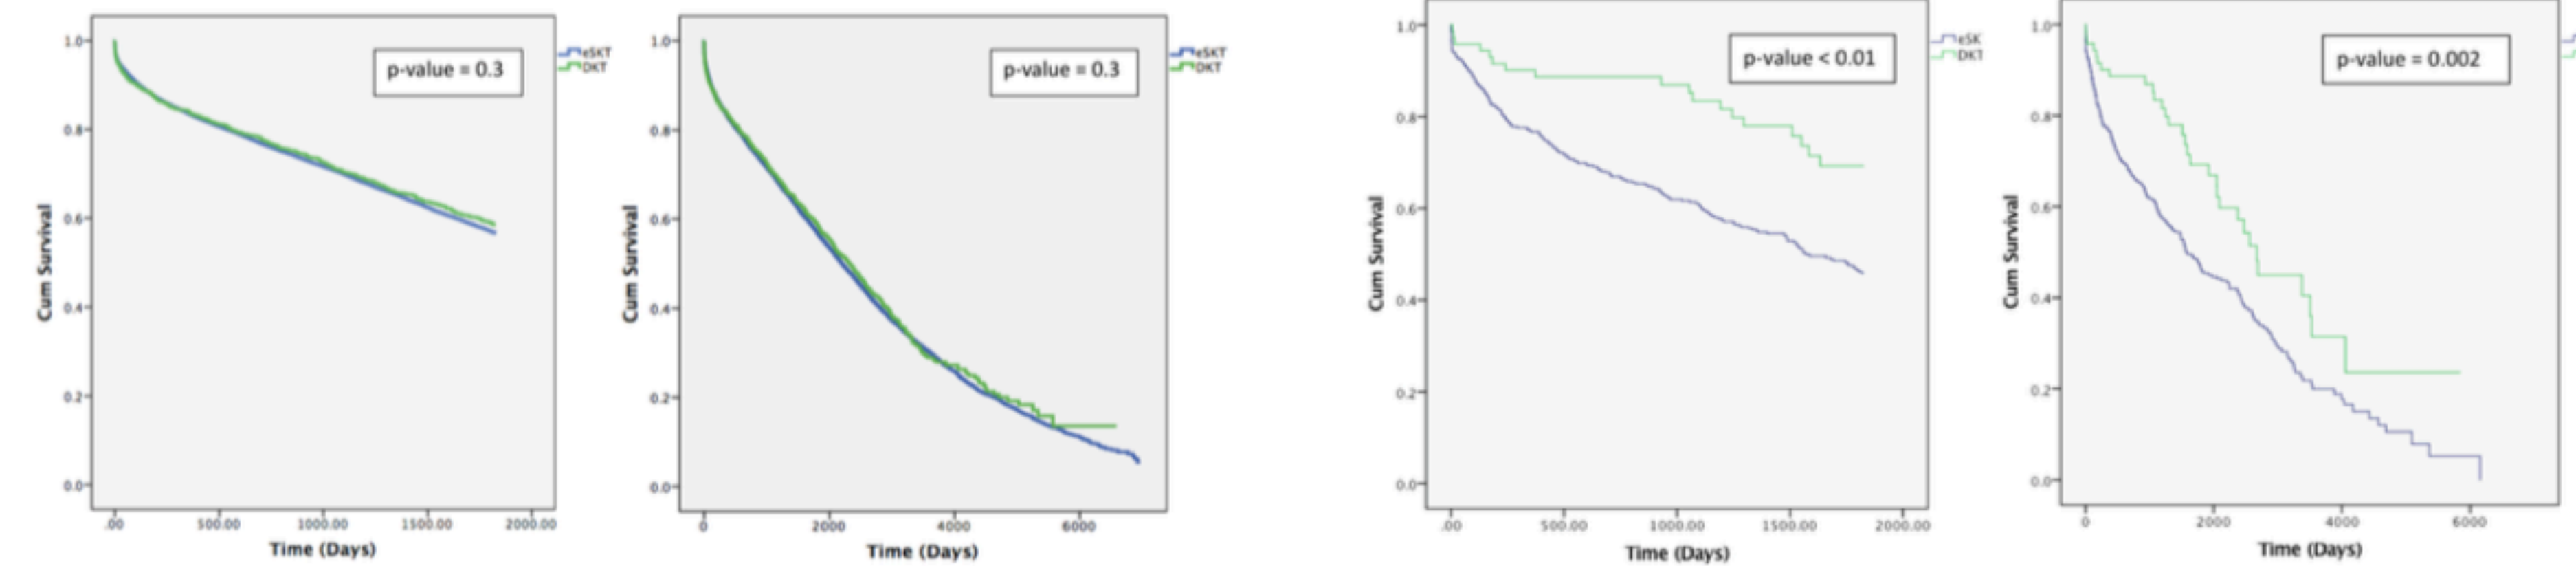 p-value = 0.3
eSKT
DKT
1.0
0.8
0.6
0.4
0.2
0.0
Cum Survival
.00
500.00
1000.00
1500.00
2000.00
Time (Days)
p-value = 0.3
eSKT
DKT
1.0
0.8
0.6
0.4
0.2
0.0
Cum Survival
0
2000
4000
6000
Time (Days)
p-value < 0.01
eSK
DKT
1.0
0.8
0.6
0.4
0.2
0.0
Cum Survival
.00
500.00
1000.00
1500.00
2000.00
Time (Days)
p-value = 0.002
1.0
0.8
0.6
0.4
0.2
0.0
Cum Survival
0
2000
4000
6000
Time (Days)